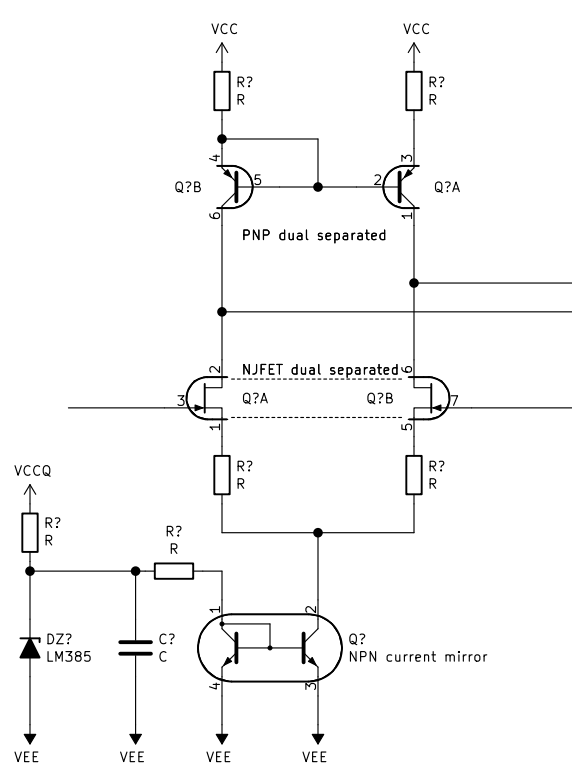 VCC
VCC
R?
R
R?
R
4
3
Q?B
5
2
Q?A
6
1
PNP dual separated
2
NJFET dual separated
6
3
Q?A
Q?B
7
1
5
R?
R
R?
R
VCCQ
R?
R
R?
R
1
2
DZ?
LM385
C?
C
Q?
NPN current mirror
4
3
VEE
VEE
VEE
VEE